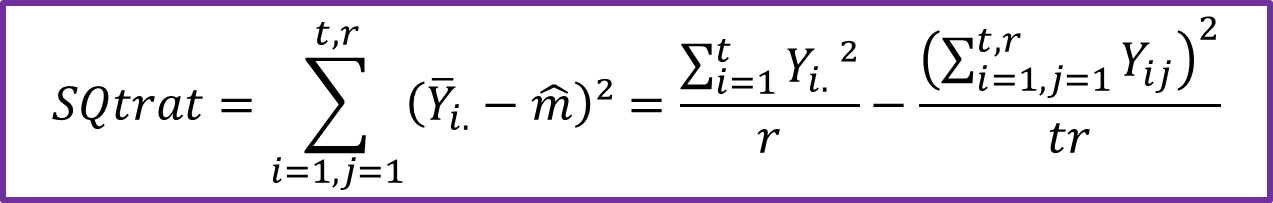 SQtrat = \sum_{i=1,j=1}^{t,r} (\bar{Y}_{i.} - \hat{m})^2 = \frac{\sum_{i=1}^{t} Y_{i.}^{2}}{r} - \frac{\left(\sum_{i=1,j=1}^{t,r} Y_{ij}\right)^2}{tr}